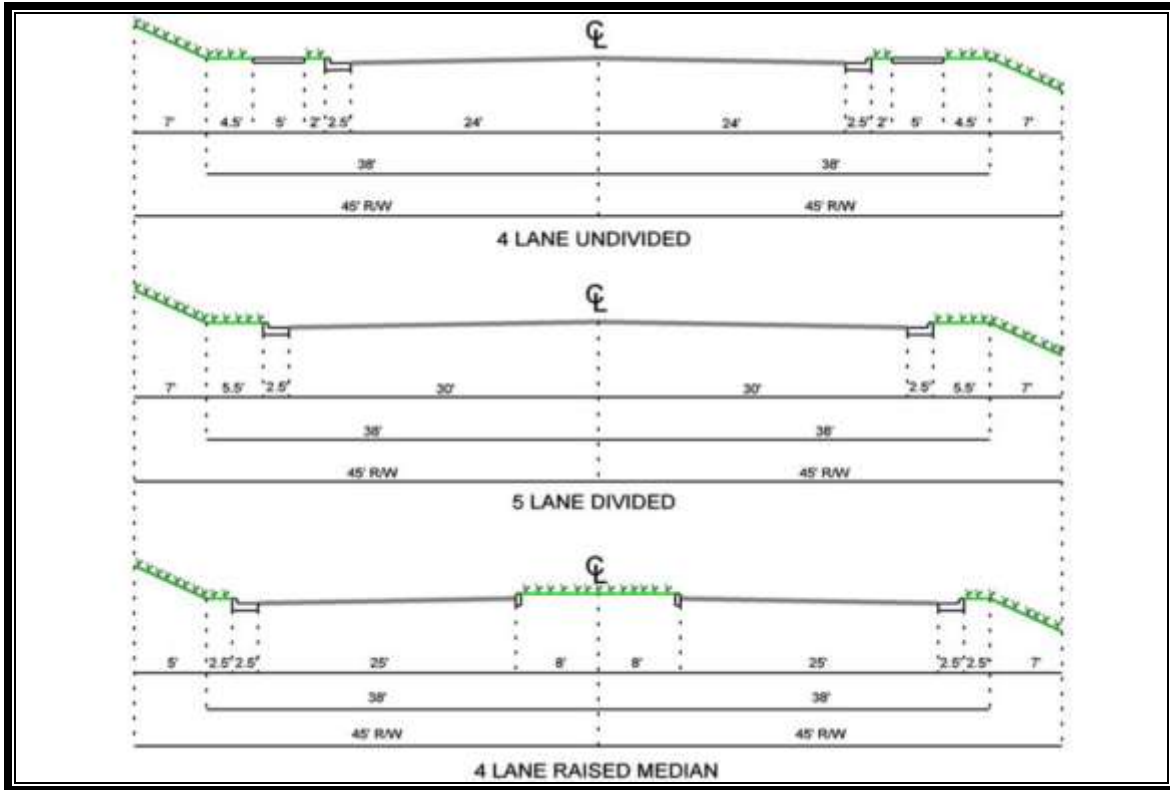 CL
7' 4.5' 5' 2' 2.5' 24' 24' 2.5' 2' 5' 4.5' 7'
38' 38'
45' R/W 45' R/W
4 LANE UNDIVIDED
CL
7' 5.5' 2.5' 30' 30' 2.5' 5.5' 7'
38' 38'
45' R/W 45' R/W
5 LANE DIVIDED
CL
5' 2.5' 2.5' 25' 8' 8' 25' 2.5' 2.5' 7'
38' 38'
45' R/W 45' R/W
4 LANE RAISED MEDIAN